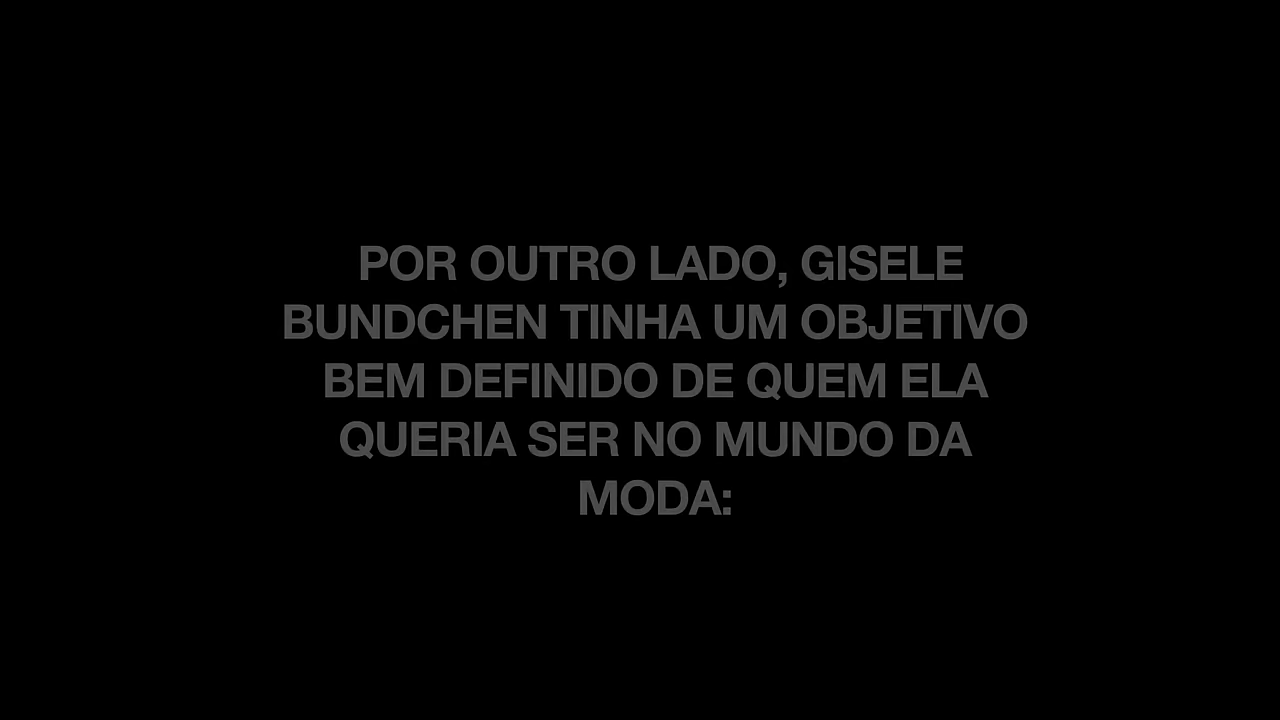 POR OUTRO LADO, GISELE
BUNDCHEN TINHA UM OBJETIVO
BEM DEFINIDO DE QUEM ELA
QUERIA SER NO MUNDO DA
MODA: